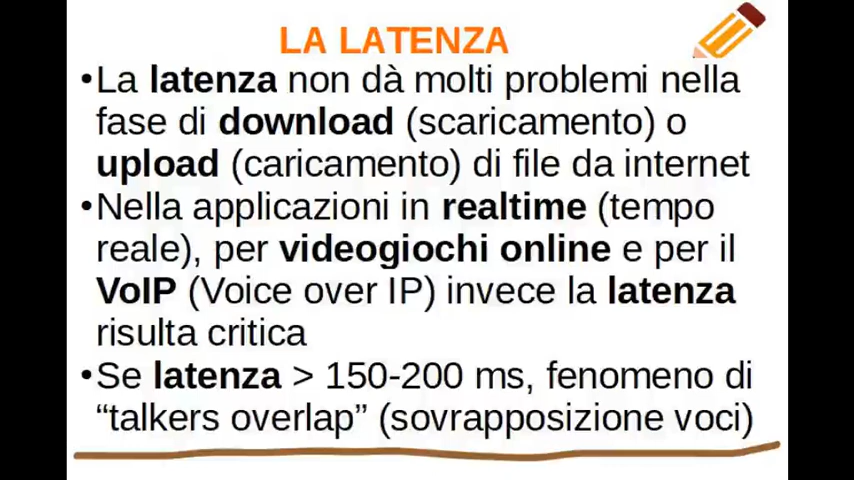 LA LATENZA
•La latenza non dà molti problemi nella
fase di download (scaricamento) o
upload (caricamento) di file da internet
•Nella applicazioni in realtime (tempo
reale), per videogiochi online e per il
VoIP (Voice over IP) invece la latenza
risulta critica
•Se latenza > 150-200 ms, fenomeno di
“talkers overlap” (sovrapposizione voci)